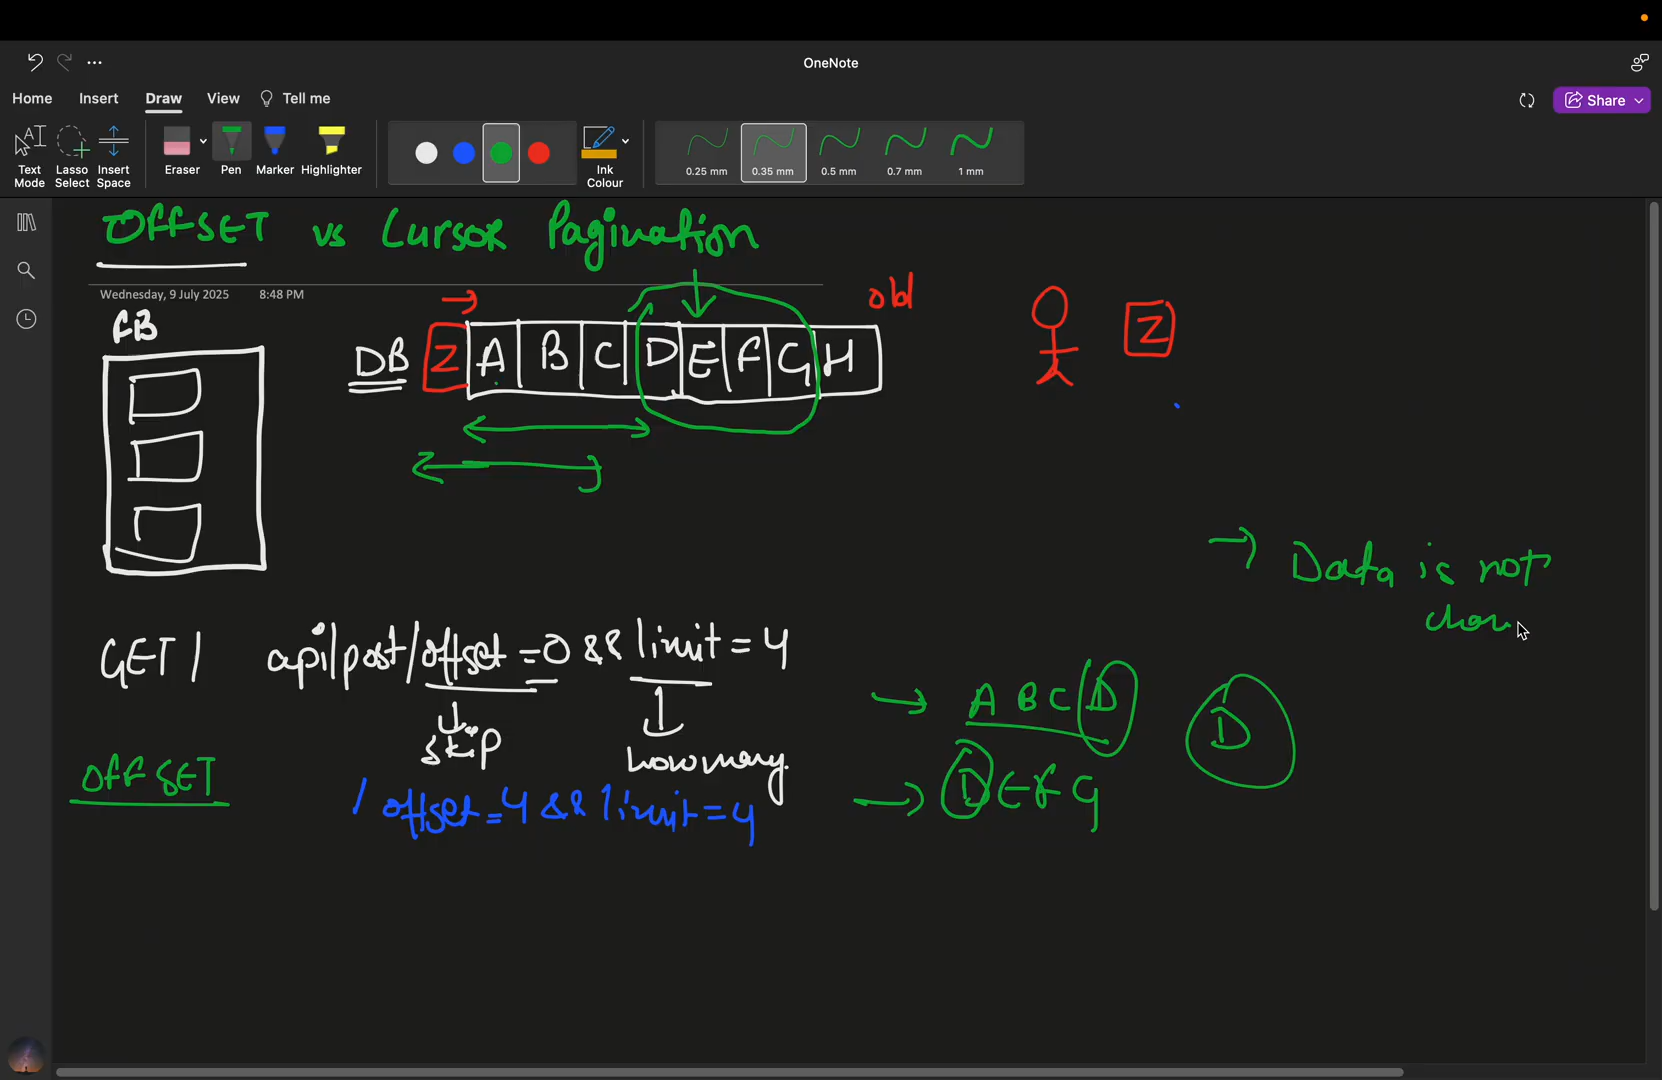 OneNote
Home Insert Draw View Tell me
Share
Text Mode
Lasso Select
Insert Space
Eraser
Pen
Marker
Highlighter
Ink Colour
0.25 mm
0.35 mm
0.5 mm
0.7 mm
1 mm
OFFSET vs Cursor Pagination
Wednesday, 9 July 2025 8:48 PM
FB
old
DB Z A B C D E F G H
Z
→ Data is not
chan
GET / api/post/offset=0 && limit = 4
→ A B C D
D
skip
howmany.
OFFSET
/ offset=4 && limit=4
→ D E F G